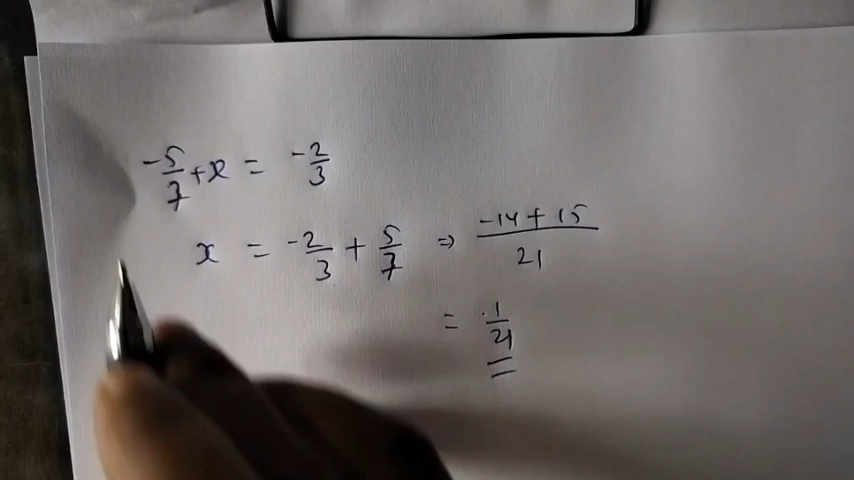 -5/7 + x = -2/3
x = -2/3 + 5/7 ⇒ -14 + 15/21
= 1/21